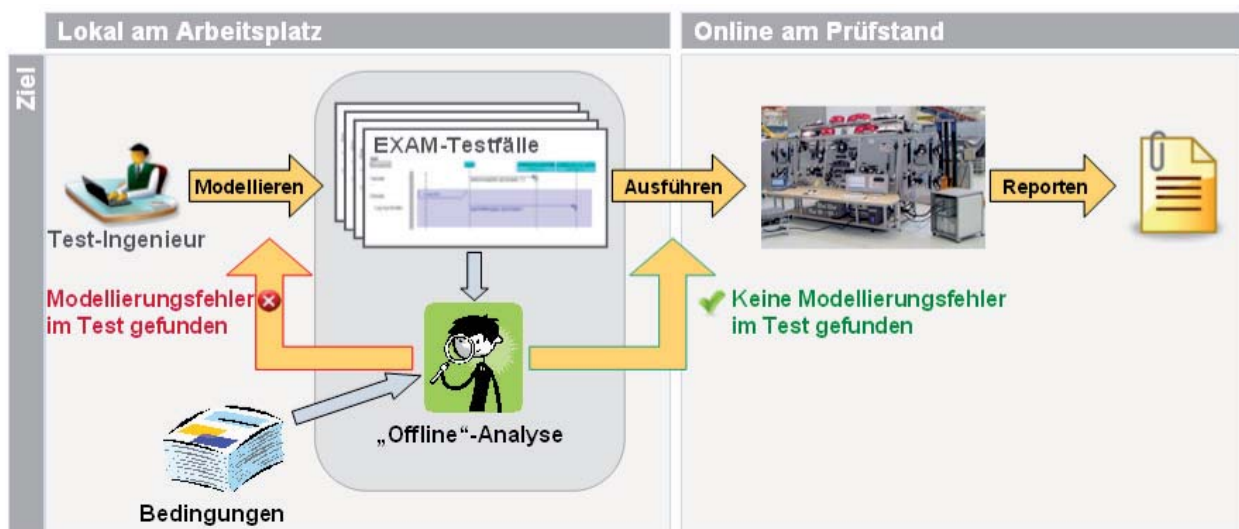 Lokal am Arbeitsplatz
Online am Prüfstand
Ziel
EXAM-Testfälle
Modellieren
Ausführen
Reporten
Test-Ingenieur
Modellierungsfehler
im Test gefunden
Keine Modellierungsfehler
im Test gefunden
„Offline“-Analyse
Bedingungen